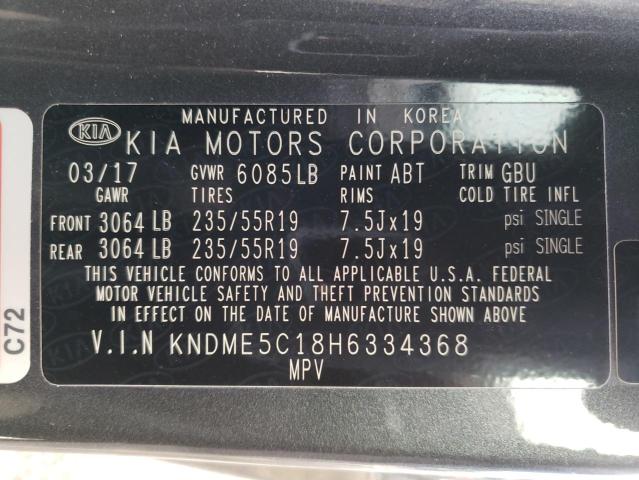 MANUFACTURED IN KOREA
KIA KIA MOTORS CORPORATION
03/17 GVWR 6085LB PAINT ABT TRIM GBU
GAWR TIRES RIMS COLD TIRE INFL
FRONT 3064 LB 235/55R19 7.5Jx19 psi SINGLE
REAR 3064 LB 235/55R19 7.5Jx19 psi SINGLE
THIS VEHICLE CONFORMS TO ALL APPLICABLE U.S.A. FEDERAL
MOTOR VEHICLE SAFETY AND THEFT PREVENTION STANDARDS
IN EFFECT ON THE DATE OF MANUFACTURE SHOWN ABOVE
V.I.N KNDME5C18H6334368
MPV
C72